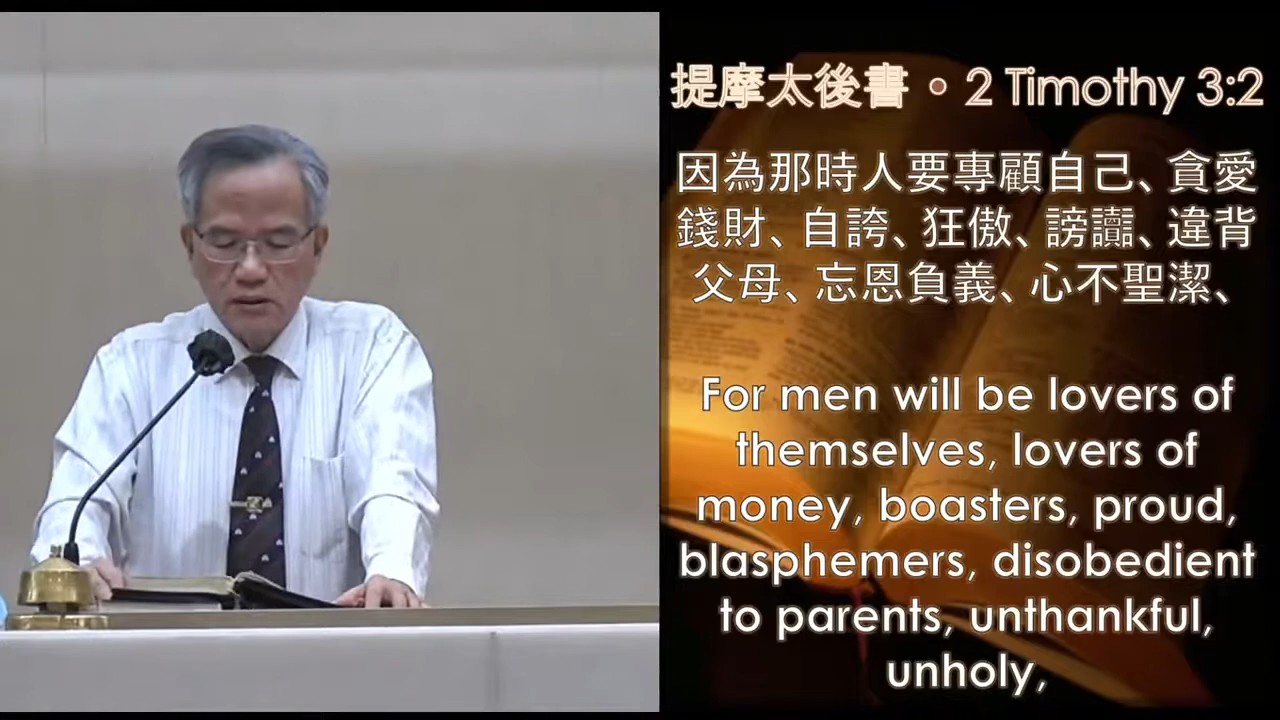 提摩太後書 • 2 Timothy 3:2
因為那時人要專顧自己、貪愛
錢財、自誇、狂傲、謗讟、違背
父母、忘恩負義、心不聖潔、
For men will be lovers of
themselves, lovers of
money, boasters, proud,
blasphemers, disobedient
to parents, unthankful,
unholy,